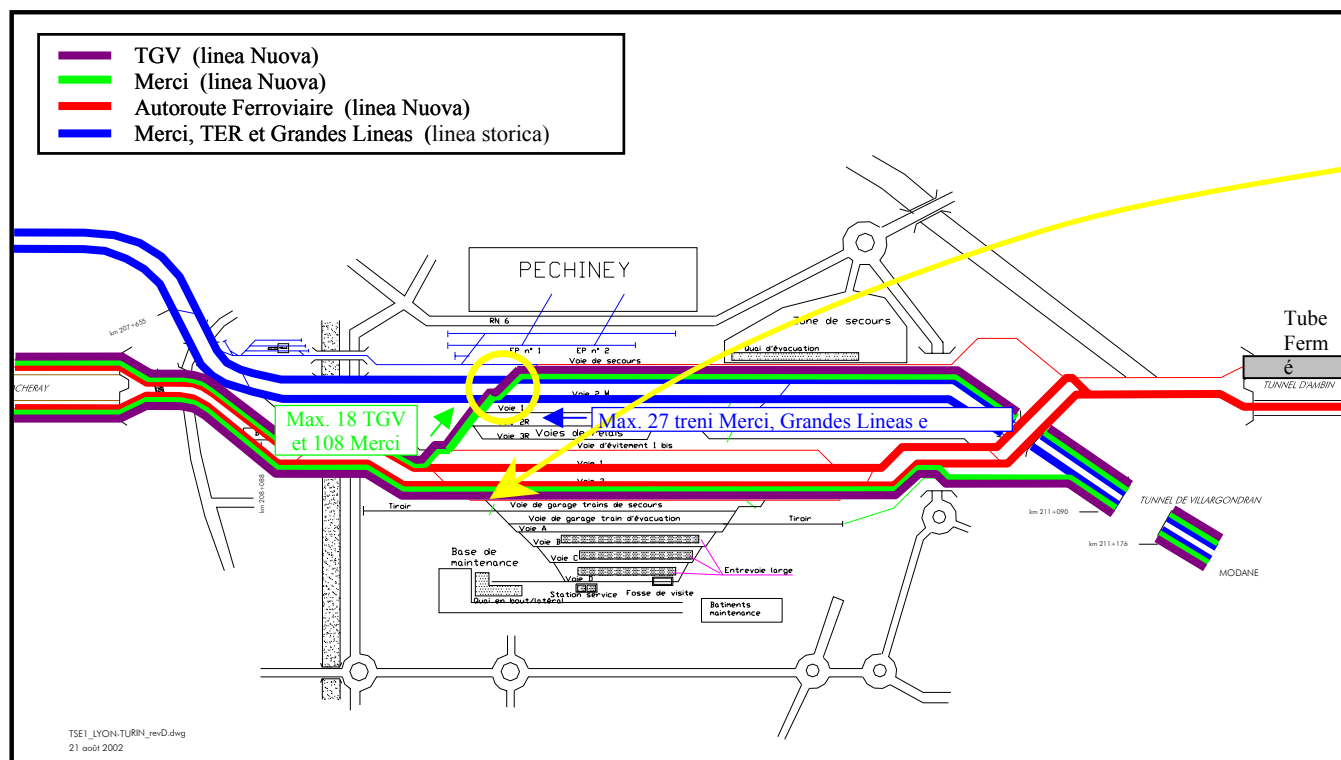 TGV (linea Nuova)
Merci (linea Nuova)
Autoroute Ferroviaire (linea Nuova)
Merci, TER et Grandes Lineas (linea storica)
PECHINEY
RN 6
EP n° 1 EP n° 2
Voie de secours
Zone de secours
Quai d'évacuation
Tube
Ferm
é
TUNNEL D'AMBIN
km 207+655
OCHERAY
Voie 2 M
Voie 1
Max. 18 TGV
et 108 Merci
Max. 27 treni Merci, Grandes Lineas e
2R
Voie 3R
Voies de relais
Voie d'évitement 1 bis
Voie 1
Voie 2
km 208+088
Tiroir
Voie de garage trains de secours
Voie de garage train d'évacuation
Tiroir
Voie A
Voie B
Voie C
Voie D
Entrevoie large
Base de
maintenance
Quai en bout/latéral
Station service
Fosse de visite
Batiments
maintenance
TUNNEL DE VILLARGONDRAN
km 211+090
km 211+176
MODANE
TSE1_LYON-TURIN_revD.dwg
21 août 2002